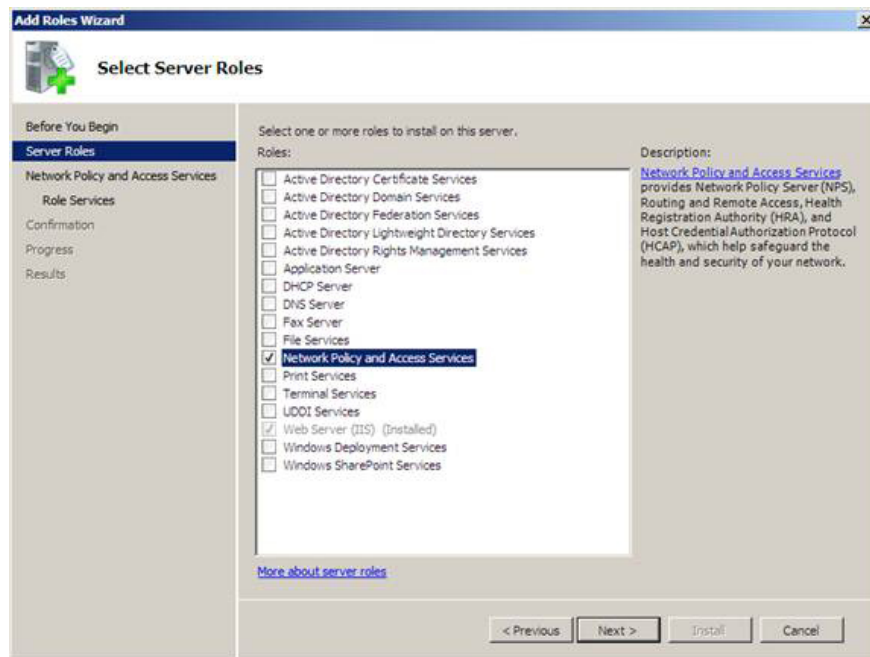 Add Roles Wizard
Select Server Roles
Before You Begin
Server Roles
Network Policy and Access Services
Role Services
Confirmation
Progress
Results
Select one or more roles to install on this server.
Roles:
Active Directory Certificate Services
Active Directory Domain Services
Active Directory Federation Services
Active Directory Lightweight Directory Services
Active Directory Rights Management Services
Application Server
DHCP Server
DNS Server
Fax Server
File Services
Network Policy and Access Services
Print Services
Terminal Services
UDDI Services
Web Server (IIS) (Installed)
Windows Deployment Services
Windows SharePoint Services
More about server roles
Description:
Network Policy and Access Services
provides Network Policy Server (NPS),
Routing and Remote Access, Health
Registration Authority (HRA), and
Host Credential Authorization Protocol
(HCAP), which help safeguard the
health and security of your network.
< Previous
Next >
Install
Cancel